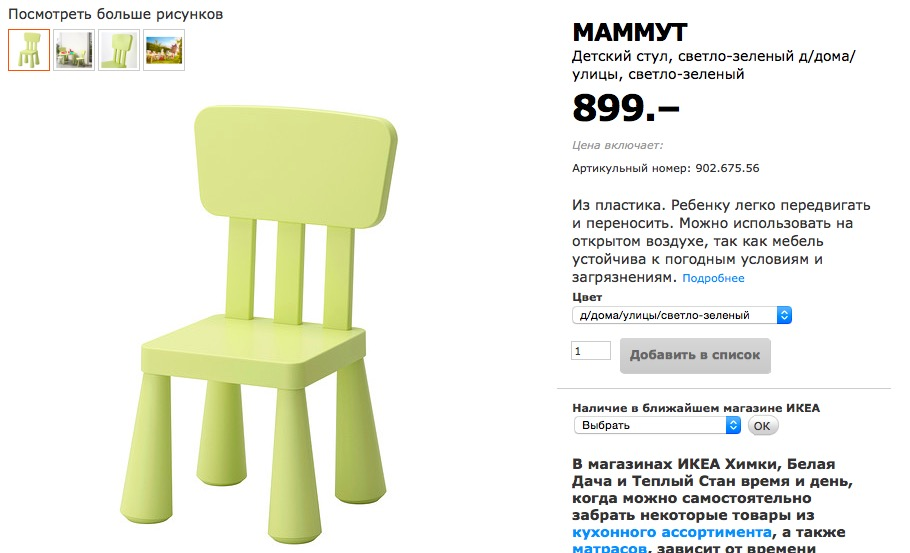 Посмотреть больше рисунков
МАММУТ
Детский стул, светло-зеленый д/дома/
улицы, светло-зеленый
899.–
Цена включает:
Артикульный номер: 902.675.56
Из пластика. Ребенку легко передвигать
и переносить. Можно использовать на
открытом воздухе, так как мебель
устойчива к погодным условиям и
загрязнениям. Подробнее
Цвет
д/дома/улицы/светло-зеленый
1
Добавить в список
Наличие в ближайшем магазине ИКЕА
Выбрать
OK
В магазинах ИКЕА Химки, Белая
Дача и Теплый Стан время и день,
когда можно самостоятельно
забрать некоторые товары из
кухонного ассортимента, а также
матрасов, зависит от времени